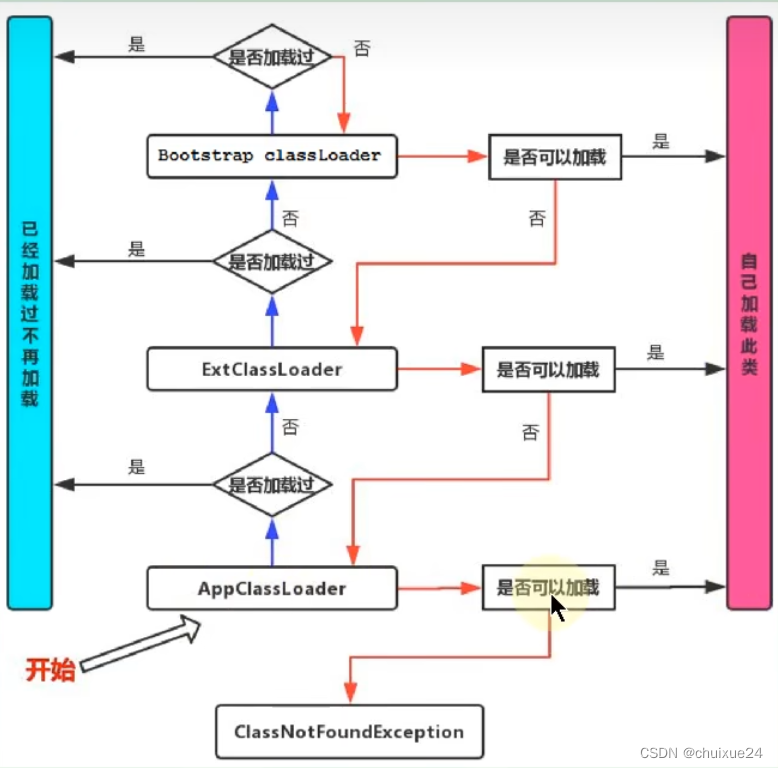 是
是否加载过
否
Bootstrap classLoader
是否可以加载
是
否
否
是
是否加载过
已经加载过不再加载
自己加载此类
ExtClassLoader
是否可以加载
是
否
否
是
是否加载过
AppClassLoader
是否可以加载
是
开始
ClassNotFoundException
CSDN @chuixue24